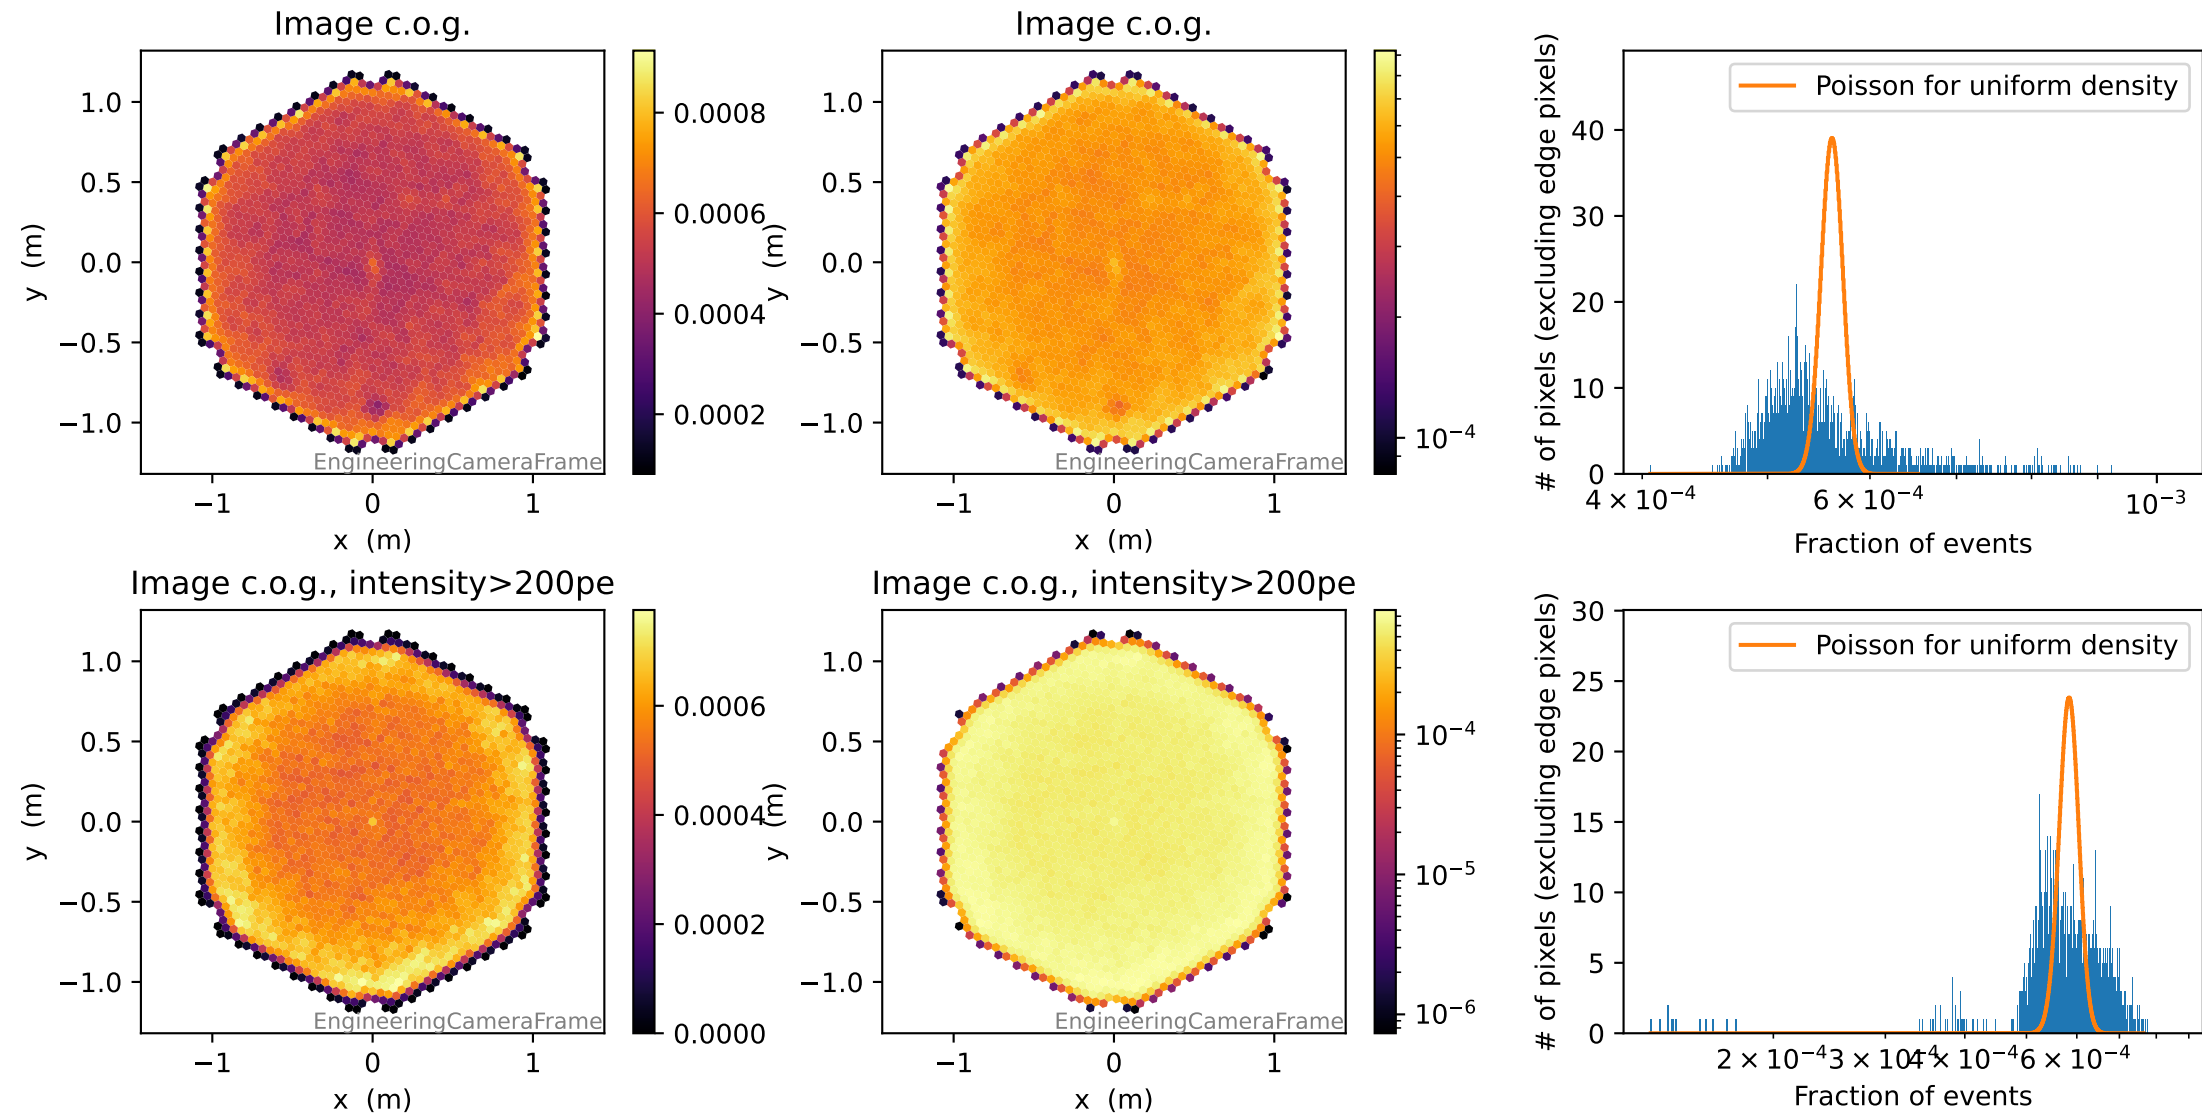 Image c.o.g.
1.0
0.5
0.0
−0.5
−1.0
y (m)
−1
0
1
x (m)
EngineeringCameraFrame
0.0008
0.0006
0.0004
0.0002
Image c.o.g.
1.0
0.5
0.0
−0.5
−1.0
y (m)
−1
0
1
x (m)
EngineeringCameraFrame
10⁻⁴
# of pixels (excluding edge pixels)
40
30
20
10
0
Poisson for uniform density
4 × 10⁻⁴
6 × 10⁻⁴
10⁻³
Fraction of events
Image c.o.g., intensity>200pe
1.0
0.5
0.0
−0.5
−1.0
y (m)
−1
0
1
x (m)
EngineeringCameraFrame
0.0006
0.0004
0.0002
0.0000
Image c.o.g., intensity>200pe
1.0
0.5
0.0
−0.5
−1.0
y (m)
−1
0
1
x (m)
EngineeringCameraFrame
10⁻⁴
10⁻⁵
10⁻⁶
# of pixels (excluding edge pixels)
30
25
20
15
10
5
0
Poisson for uniform density
2 × 10⁻⁴
3 × 10⁻⁴
4 × 10⁻⁴
6 × 10⁻⁴
Fraction of events